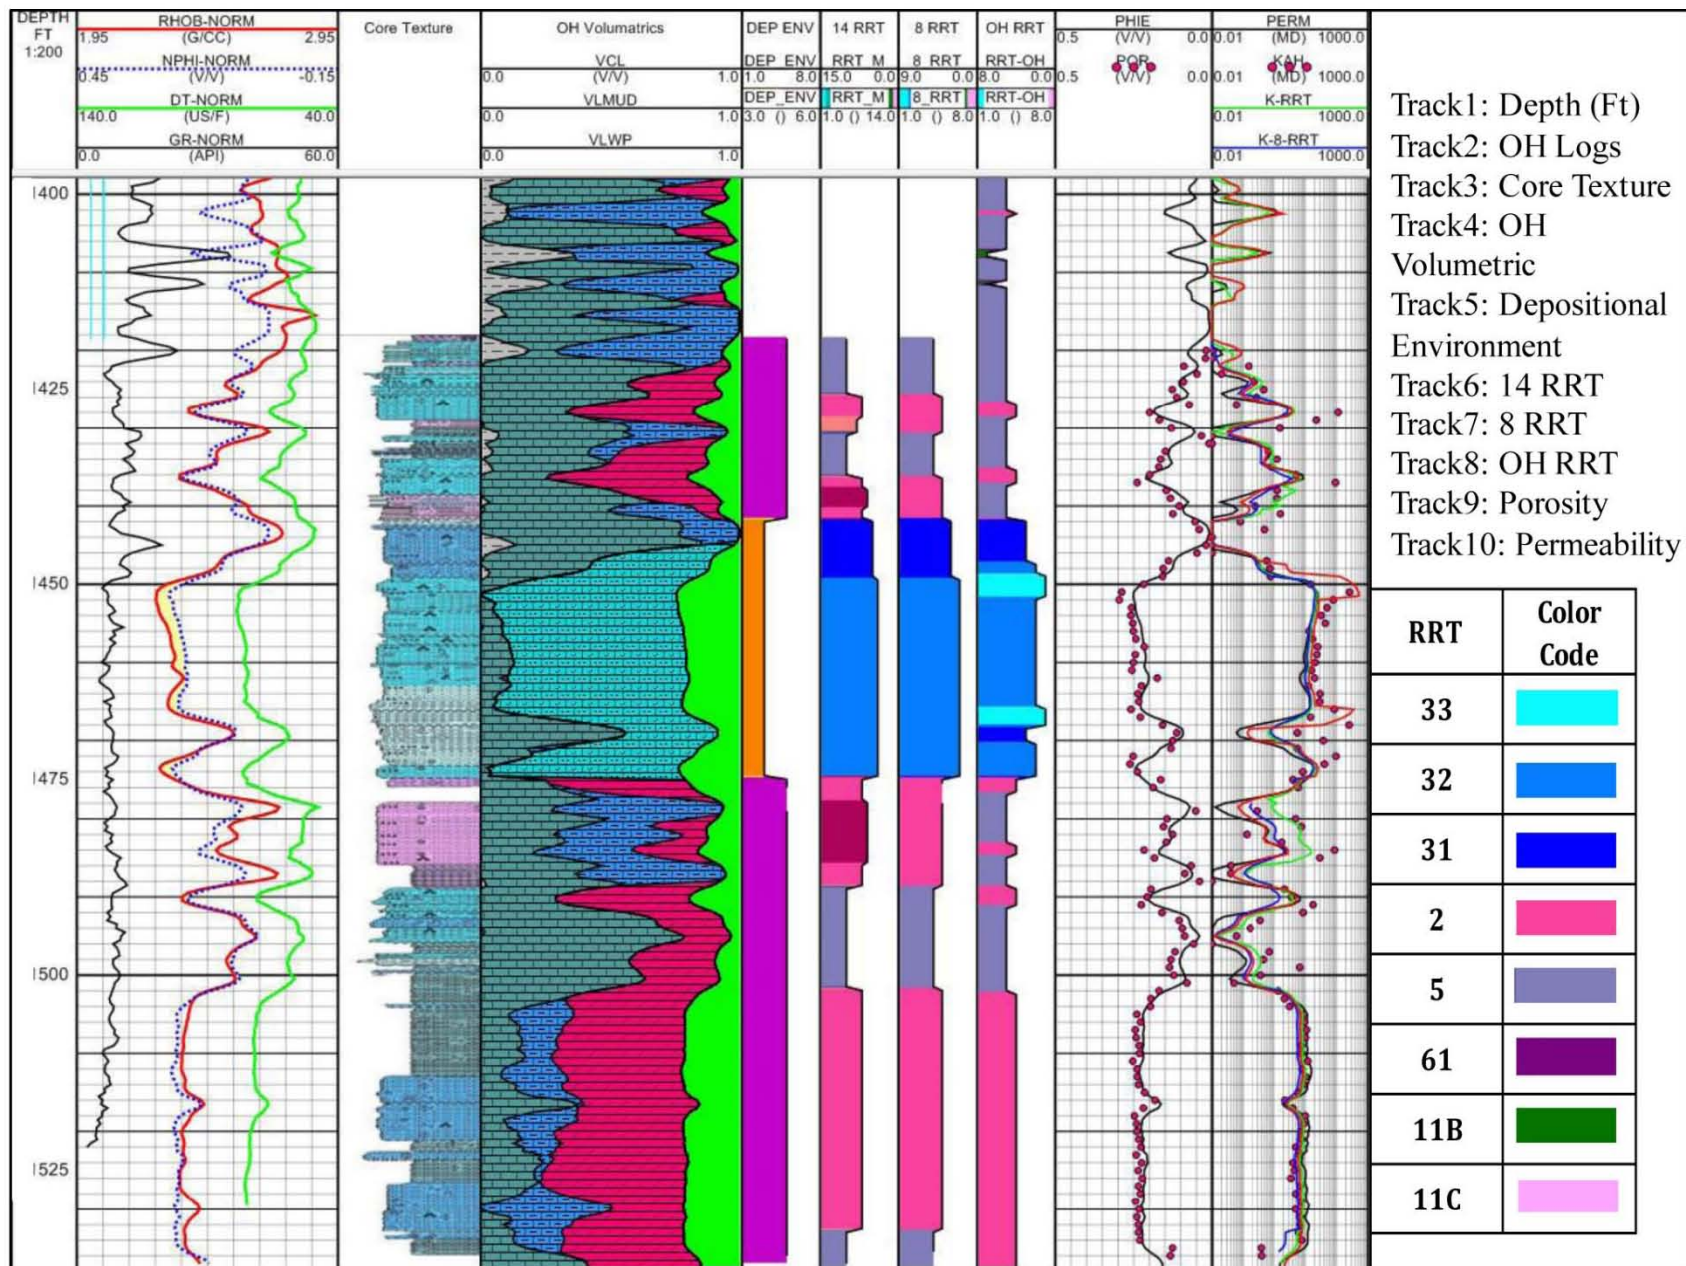 DEPTH
FT
1:200
RHOB-NORM
1.95 (G/CC) 2.95
NPHI-NORM
0.45 (V/V) -0.15
DT-NORM
140.0 (US/F) 40.0
GR-NORM
0.0 (API) 60.0
Core Texture
OH Volumatrics
VCL
0.0 (V/V) 1.0
VLMUD
0.0 1.0
VLWP
0.0 1.0
DEP ENV
DEP_ENV
1.0 8.0
DEP_ENV
3.0 () 6.0
14 RRT
RRT_M
15.0 0.0
RRT_M
1.0 () 14.0
8 RRT
8_RRT
9.0 0.0
8_RRT
1.0 () 8.0
OH RRT
RRT-OH
8.0 0.0
RRT-OH
1.0 () 8.0
PHIE
0.5 (V/V) 0.0
POR
0.5 (V/V) 0.0
PERM
0.01 (MD) 1000.0
KAH
0.01 (MD) 1000.0
K-RRT
0.01 1000.0
K-8-RRT
0.01 1000.0
1400
1425
1450
1475
1500
1525
Track1: Depth (Ft)
Track2: OH Logs
Track3: Core Texture
Track4: OH
Volumetric
Track5: Depositional
Environment
Track6: 14 RRT
Track7: 8 RRT
Track8: OH RRT
Track9: Porosity
Track10: Permeability
RRT Color
Code
33
32
31
2
5
61
11B
11C